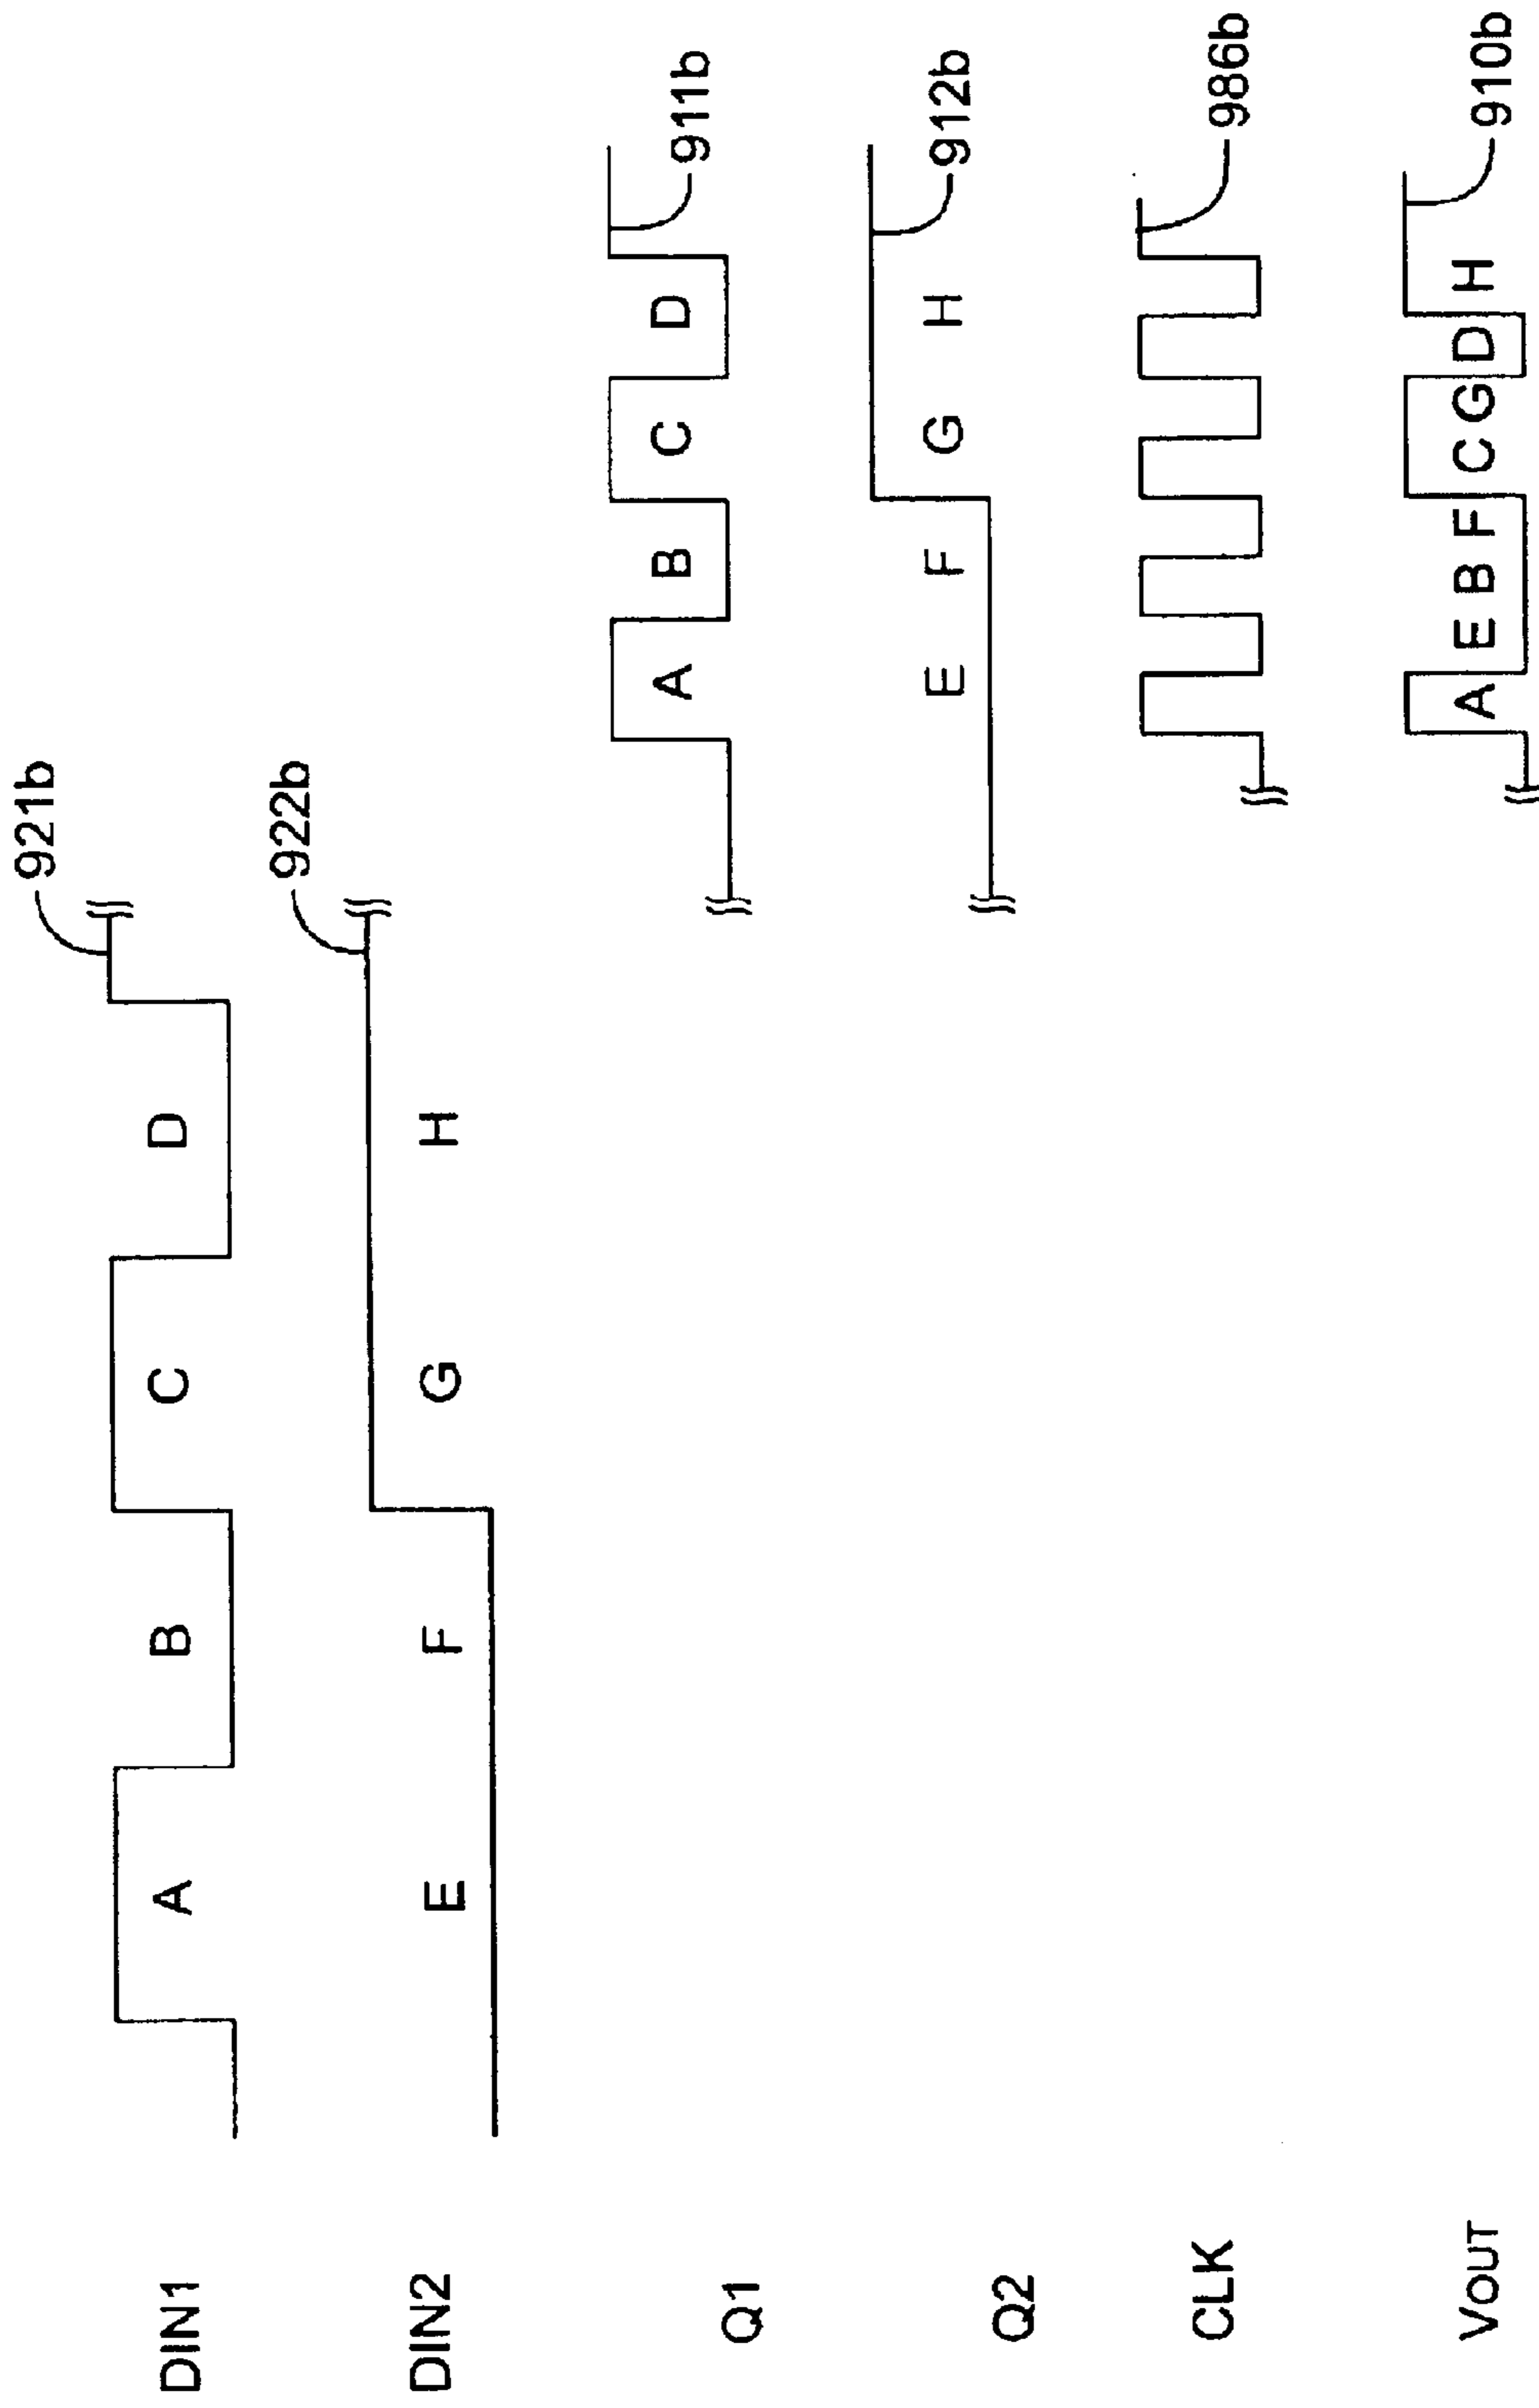 DIN1 A B C D 921b
DIN2 E F G H 922b
Q1 A B C D 911b
Q2 E F G H 912b
CLK 986b
VOUT A E B F C G D H 910b